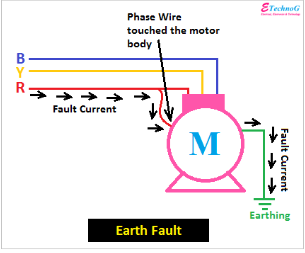 ETechnoG
Phase Wire
touched the motor
body
B
Y
R
Fault Current
M
Fault
Current
Earthing
Earth Fault